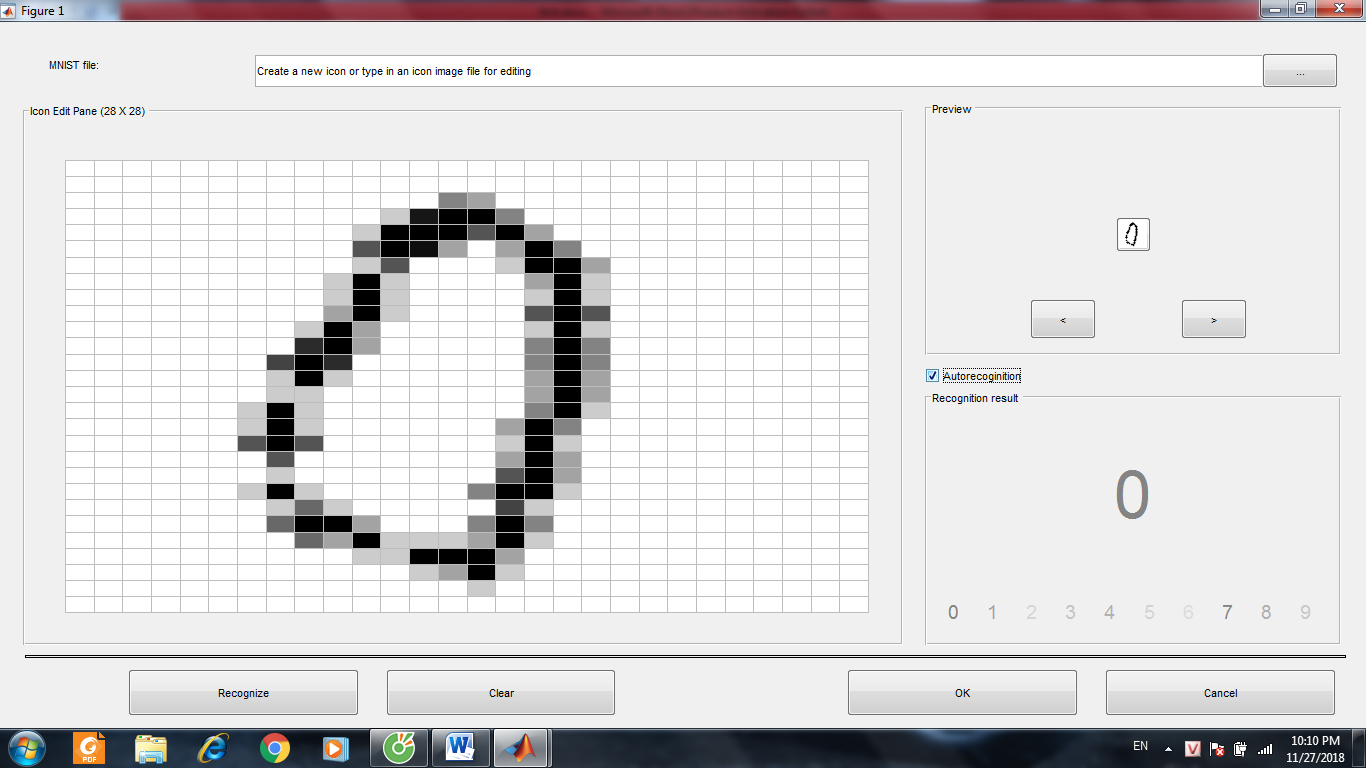 Figure 1
MNIST file:
Create a new icon or type in an icon image file for editing
...
Icon Edit Pane (28 X 28)
Preview
< >
Autorecoginition
Recognition result
0
0 1 2 3 4 5 6 7 8 9
Recognize Clear OK Cancel
PDF
W
EN
V
10:10 PM
11/27/2018